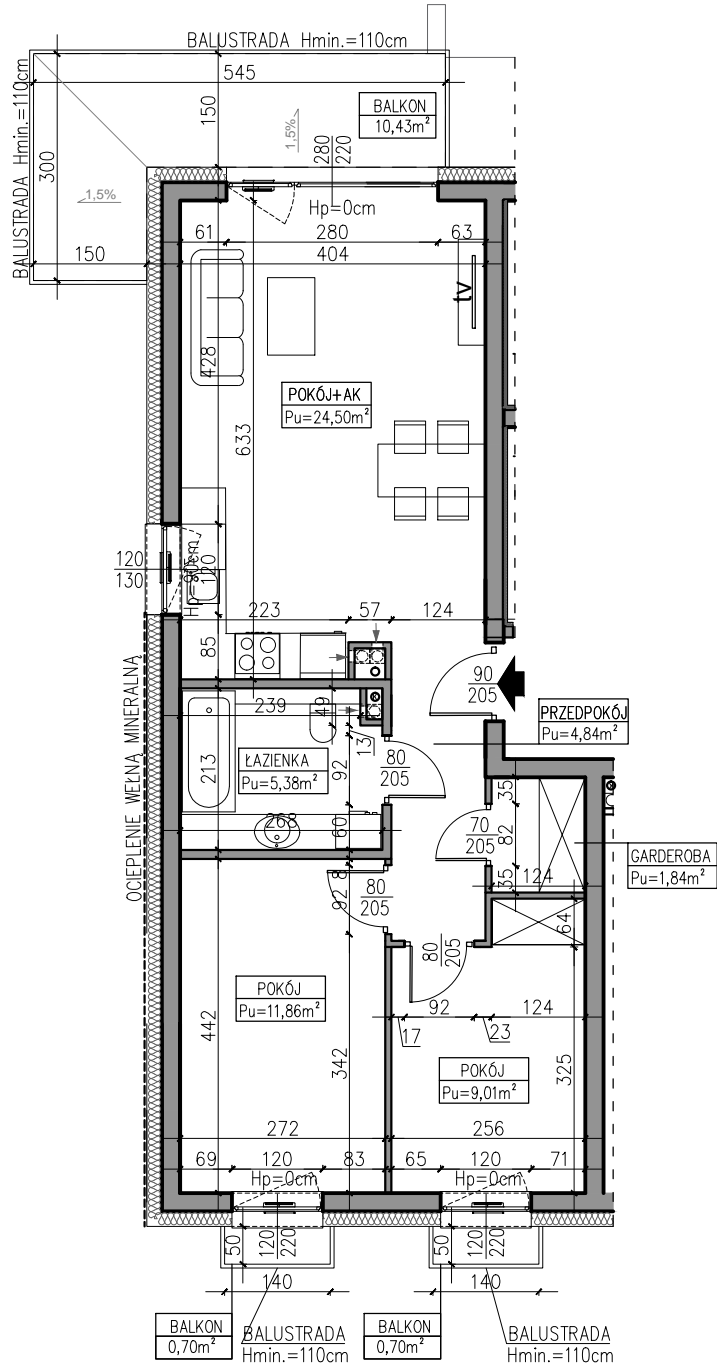 BALUSTRADA Hmin.=110cm
545
BALUSTRADA Hmin.=110cm
300
150
BALKON
10,43m²
1,5%
1,5%
280
220
Hp=0cm
150
61
280
63
404
tv
428
633
POKÓJ+AK
Pu=24,50m²
120
130
Hp=90cm
120
223
57
124
85
90
205
PRZEDPOKÓJ
Pu=4,84m²
OCIEPLENIE WEŁNĄ MINERALNĄ
239
49
13
213
ŁAZIENKA
Pu=5,38m²
92
80
205
268
60
35
70
205
82
35
124
GARDEROBA
Pu=1,84m²
8
92
80
205
64
80
205
POKÓJ
Pu=11,86m²
442
342
92
124
17
23
POKÓJ
Pu=9,01m²
325
272
256
69
120
83
65
120
71
Hp=0cm
Hp=0cm
50
120
220
50
120
220
140
140
BALKON
0,70m²
BALUSTRADA
Hmin.=110cm
BALKON
0,70m²
BALUSTRADA
Hmin.=110cm